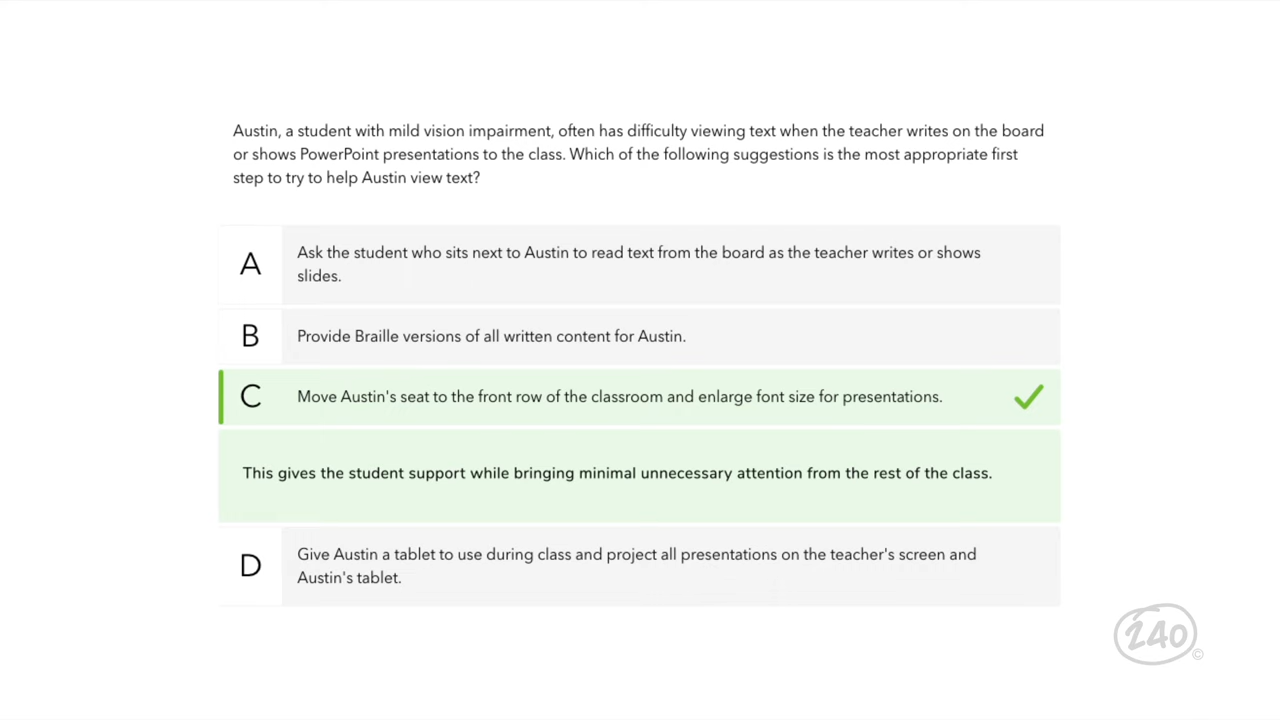 Austin, a student with mild vision impairment, often has difficulty viewing text when the teacher writes on the board
or shows PowerPoint presentations to the class. Which of the following suggestions is the most appropriate first
step to try to help Austin view text?
A
Ask the student who sits next to Austin to read text from the board as the teacher writes or shows
slides.
B
Provide Braille versions of all written content for Austin.
C
Move Austin's seat to the front row of the classroom and enlarge font size for presentations.
This gives the student support while bringing minimal unnecessary attention from the rest of the class.
D
Give Austin a tablet to use during class and project all presentations on the teacher's screen and
Austin's tablet.
240
©